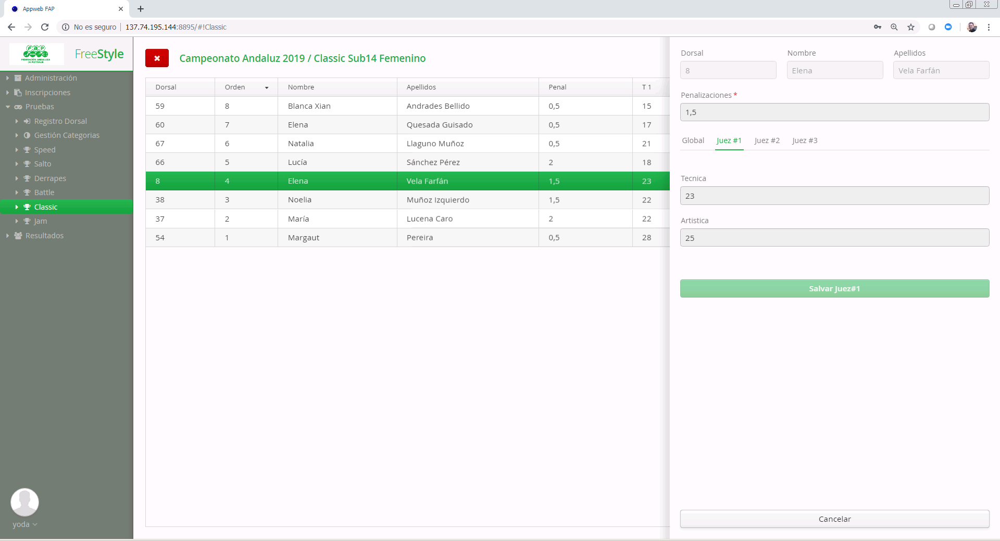 Appweb FAP
No es seguro 137.74.195.144:8895/#!Classic
FAP
FEDERACIÓN ANDALUZA
DE PATINAJE
FreeStyle
Administración
Inscripciones
Pruebas
Registro Dorsal
Gestión Categorias
Speed
Salto
Derrapes
Battle
Classic
Jam
Resultados
yoda
Campeonato Andaluz 2019 / Classic Sub14 Femenino
Dorsal Orden Nombre Apellidos Penal T 1
59 8 Blanca Xian Andrades Bellido 0,5 15
60 7 Elena Quesada Guisado 0,5 17
67 6 Natalia Llaguno Muñoz 0,5 21
66 5 Lucía Sánchez Pérez 2 18
8 4 Elena Vela Farfán 1,5 23
38 3 Noelia Muñoz Izquierdo 1,5 22
37 2 María Lucena Caro 2 22
54 1 Margaut Pereira 0,5 28
Dorsal Nombre Apellidos
8 Elena Vela Farfán
Penalizaciones *
1,5
Global Juez #1 Juez #2 Juez #3
Tecnica
23
Artistica
25
Salvar Juez#1
Cancelar